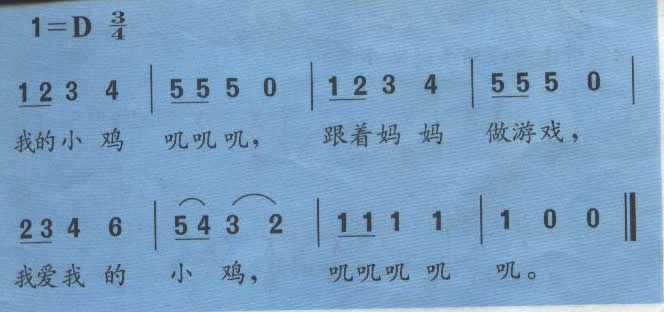 1=D 3/4
1 2 3 4 | 5 5 5 0 | 1 2 3 4 | 5 5 5 0 |
我的小 鸡 叽叽叽， 跟着妈 妈 做游戏，
2 3 4 6 | 5 4 3 2 | 1 1 1 1 | 1 0 0 ‖
我爱我 的 小 鸡， 叽叽叽 叽 叽。